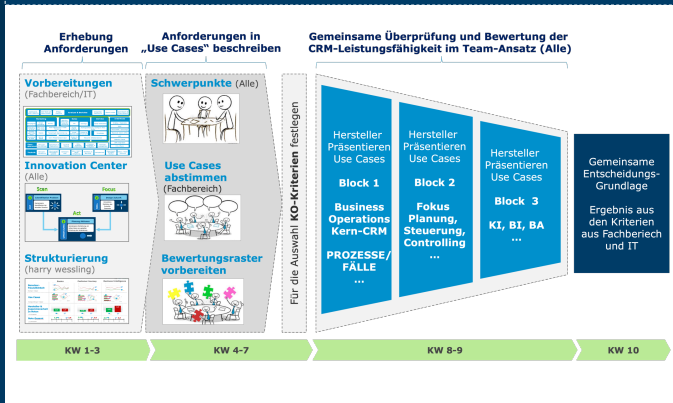 Erhebung
Anforderungen
Anforderungen in
„Use Cases“ beschreiben
Gemeinsame Überprüfung und Bewertung der
CRM-Leistungsfähigkeit im Team-Ansatz (Alle)
Vorbereitungen
(Fachbereich/IT)
Innovation Center
(Alle)
Scan
Focus
Act
Strukturierung
(harry wessling)
Schwerpunkte (Alle)
Use Cases
abstimmen
(Fachbereich)
Bewertungsraster
vorbereiten
Für die Auswahl KO-Kriterien festlegen
Hersteller
Präsentieren
Use Cases
Block 1
Business
Operations
Kern-CRM
PROZESSE/
FÄLLE
...
Hersteller
Präsentieren
Use Cases
Block 2
Fokus
Planung,
Steuerung,
Controlling
...
Hersteller
Präsentieren
Use Cases
Block 3
KI, BI, BA
...
Gemeinsame
Entscheidungs-
Grundlage
Ergebnis aus
den Kriterien
aus Fachberiech
und IT
KW 1-3
KW 4-7
KW 8-9
KW 10